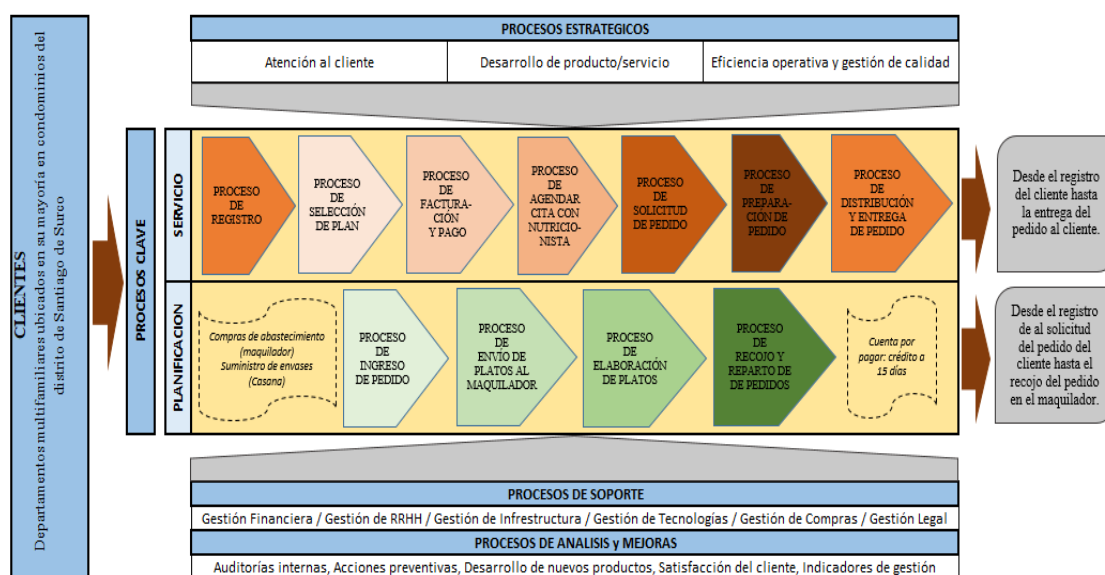 PROCESOS ESTRATEGICOS
Atención al cliente
Desarrollo de producto/servicio
Eficiencia operativa y gestión de calidad
CLIENTES
Departamentos multifamiliares ubicados en su mayoría en condominios del
distrito de Santiago de Surco
PROCESOS CLAVE
SERVICIO
PROCESO
DE
REGISTRO
PROCESO
DE
SELECCIÓN
DE PLAN
PROCESO
DE
FACTURA-
CIÓN
Y PAGO
PROCESO
DE
AGENDAR
CITA CON
NUTRICIO-
NISTA
PROCESO
DE
SOLICITUD
DE PEDIDO
PROCESO
DE
PREPARA-
CIÓN DE
PEDIDO
PROCESO
DE
DISTRIBUCIÓN
Y ENTREGA
DE PEDIDO
Desde el registro
del cliente hasta
la entrega del
pedido al cliente.
PLANIFICACION
Compras de abastecimiento
(maquilador)
Suministro de envases
(Casana)
PROCESO
DE
INGRESO
DE PEDIDO
PROCESO
DE
ENVÍO DE
PLATOS AL
MAQUILADOR
PROCESO
DE
ELABORACIÓN
DE PLATOS
PROCESO
DE
RECOJO Y
REPARTO DE
DE PEDIDOS
Cuenta por
pagar: crédito a
15 días
Desde el registro
de al solicitud
del pedido del
cliente hasta el
recojo del pedido
en el maquilador.
PROCESOS DE SOPORTE
Gestión Financiera / Gestión de RRHH / Gestión de Infrestructura / Gestión de Tecnologías / Gestión de Compras / Gestión Legal
PROCESOS DE ANALISIS y MEJORAS
Auditorías internas, Acciones preventivas, Desarrollo de nuevos productos, Satisfacción del cliente, Indicadores de gestión